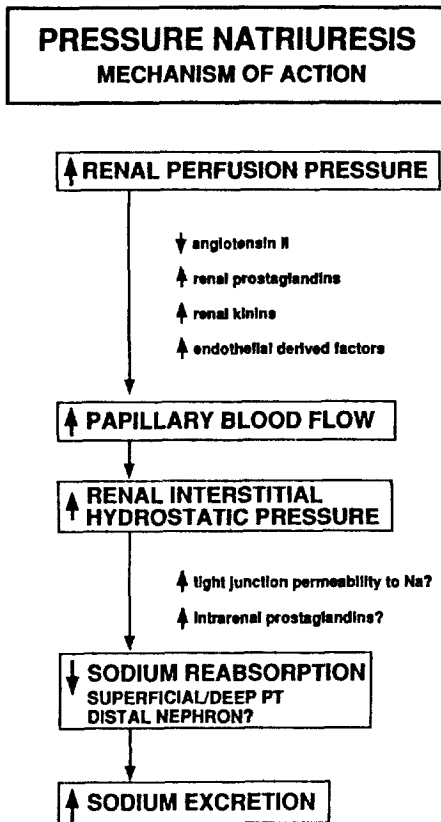 PRESSURE NATRIURESIS
MECHANISM OF ACTION
↑ RENAL PERFUSION PRESSURE
↓ angiotensin II
↑ renal prostaglandins
↑ renal kinins
↑ endothelial derived factors
↑ PAPILLARY BLOOD FLOW
↑ RENAL INTERSTITIAL
HYDROSTATIC PRESSURE
↑ tight junction permeability to Na?
↑ intrarenal prostaglandins?
↓ SODIUM REABSORPTION
SUPERFICIAL/DEEP PT
DISTAL NEPHRON?
↑ SODIUM EXCRETION